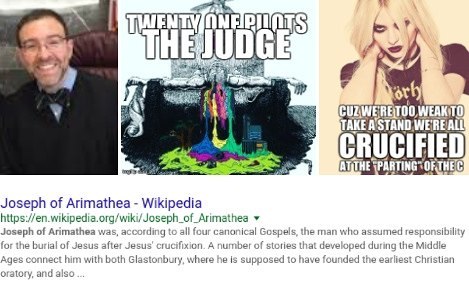 TWENTY ONE PILOTS
THE JUDGE
CUZ WE'RE TOO WEAK TO
TAKE A STAND WE'RE ALL
CRUCIFIED
AT THE "PARTING" OF THE C
Joseph of Arimathea - Wikipedia
https://en.wikipedia.org/wiki/Joseph_of_Arimathea
Joseph of Arimathea was, according to all four canonical Gospels, the man who assumed responsibility
for the burial of Jesus after Jesus' crucifixion. A number of stories that developed during the Middle
Ages connect him with both Glastonbury, where he is supposed to have founded the earliest Christian
oratory, and also ...